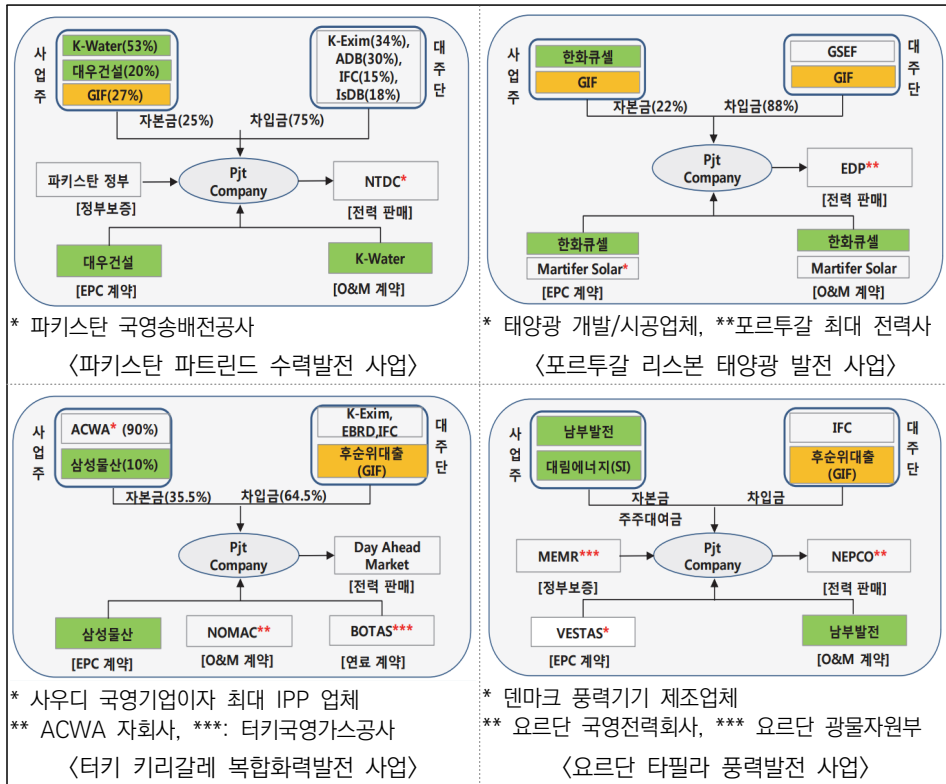 사업주
K-Water(53%)
대우건설(20%)
GIF(27%)
K-Exim(34%),
ADB(30%),
IFC(15%),
IsDB(18%)
대주단
자본금(25%)
차입금(75%)
파키스탄 정부
[정부보증]
Pjt
Company
NTDC*
[전력 판매]
대우건설
[EPC 계약]
K-Water
[O&M 계약]
* 파키스탄 국영송배전공사
〈파키스탄 파트린드 수력발전 사업〉
사업주
한화큐셀
GIF
GSEF
GIF
대주단
자본금(22%)
차입금(88%)
Pjt
Company
EDP**
[전력 판매]
한화큐셀
Martifer Solar*
[EPC 계약]
한화큐셀
Martifer Solar
[O&M 계약]
* 태양광 개발/시공업체, **포르투갈 최대 전력사
〈포르투갈 리스본 태양광 발전 사업〉
사업주
ACWA* (90%)
삼성물산(10%)
K-Exim,
EBRD,IFC
후순위대출
(GIF)
대주단
자본금(35.5%)
차입금(64.5%)
Pjt
Company
Day Ahead
Market
[전력 판매]
삼성물산
[EPC 계약]
NOMAC**
[O&M 계약]
BOTAS***
[연료 계약]
* 사우디 국영기업이자 최대 IPP 업체
** ACWA 자회사, ***: 터키국영가스공사
〈터키 키리갈레 복합화력발전 사업〉
사업주
남부발전
대림에너지(SI)
IFC
후순위대출
(GIF)
대주단
자본금
차입금
주주대여금
MEMR***
[정부보증]
Pjt
Company
NEPCO**
[전력 판매]
VESTAS*
[EPC 계약]
남부발전
[O&M 계약]
* 덴마크 풍력기기 제조업체
** 요르단 국영전력회사, *** 요르단 광물자원부
〈요르단 타필라 풍력발전 사업〉